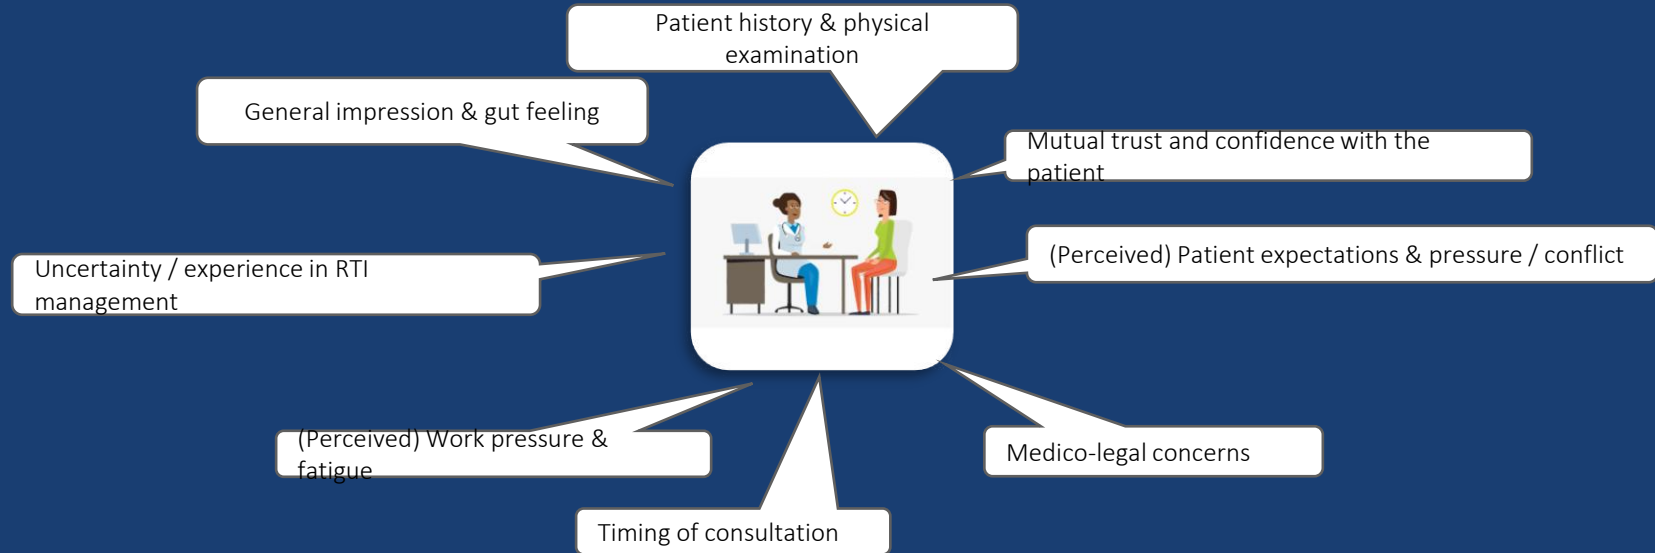 Patient history & physical
examination
General impression & gut feeling
Mutual trust and confidence with the
patient
(Perceived) Patient expectations & pressure / conflict
Uncertainty / experience in RTI
management
(Perceived) Work pressure &
fatigue
Medico-legal concerns
Timing of consultation